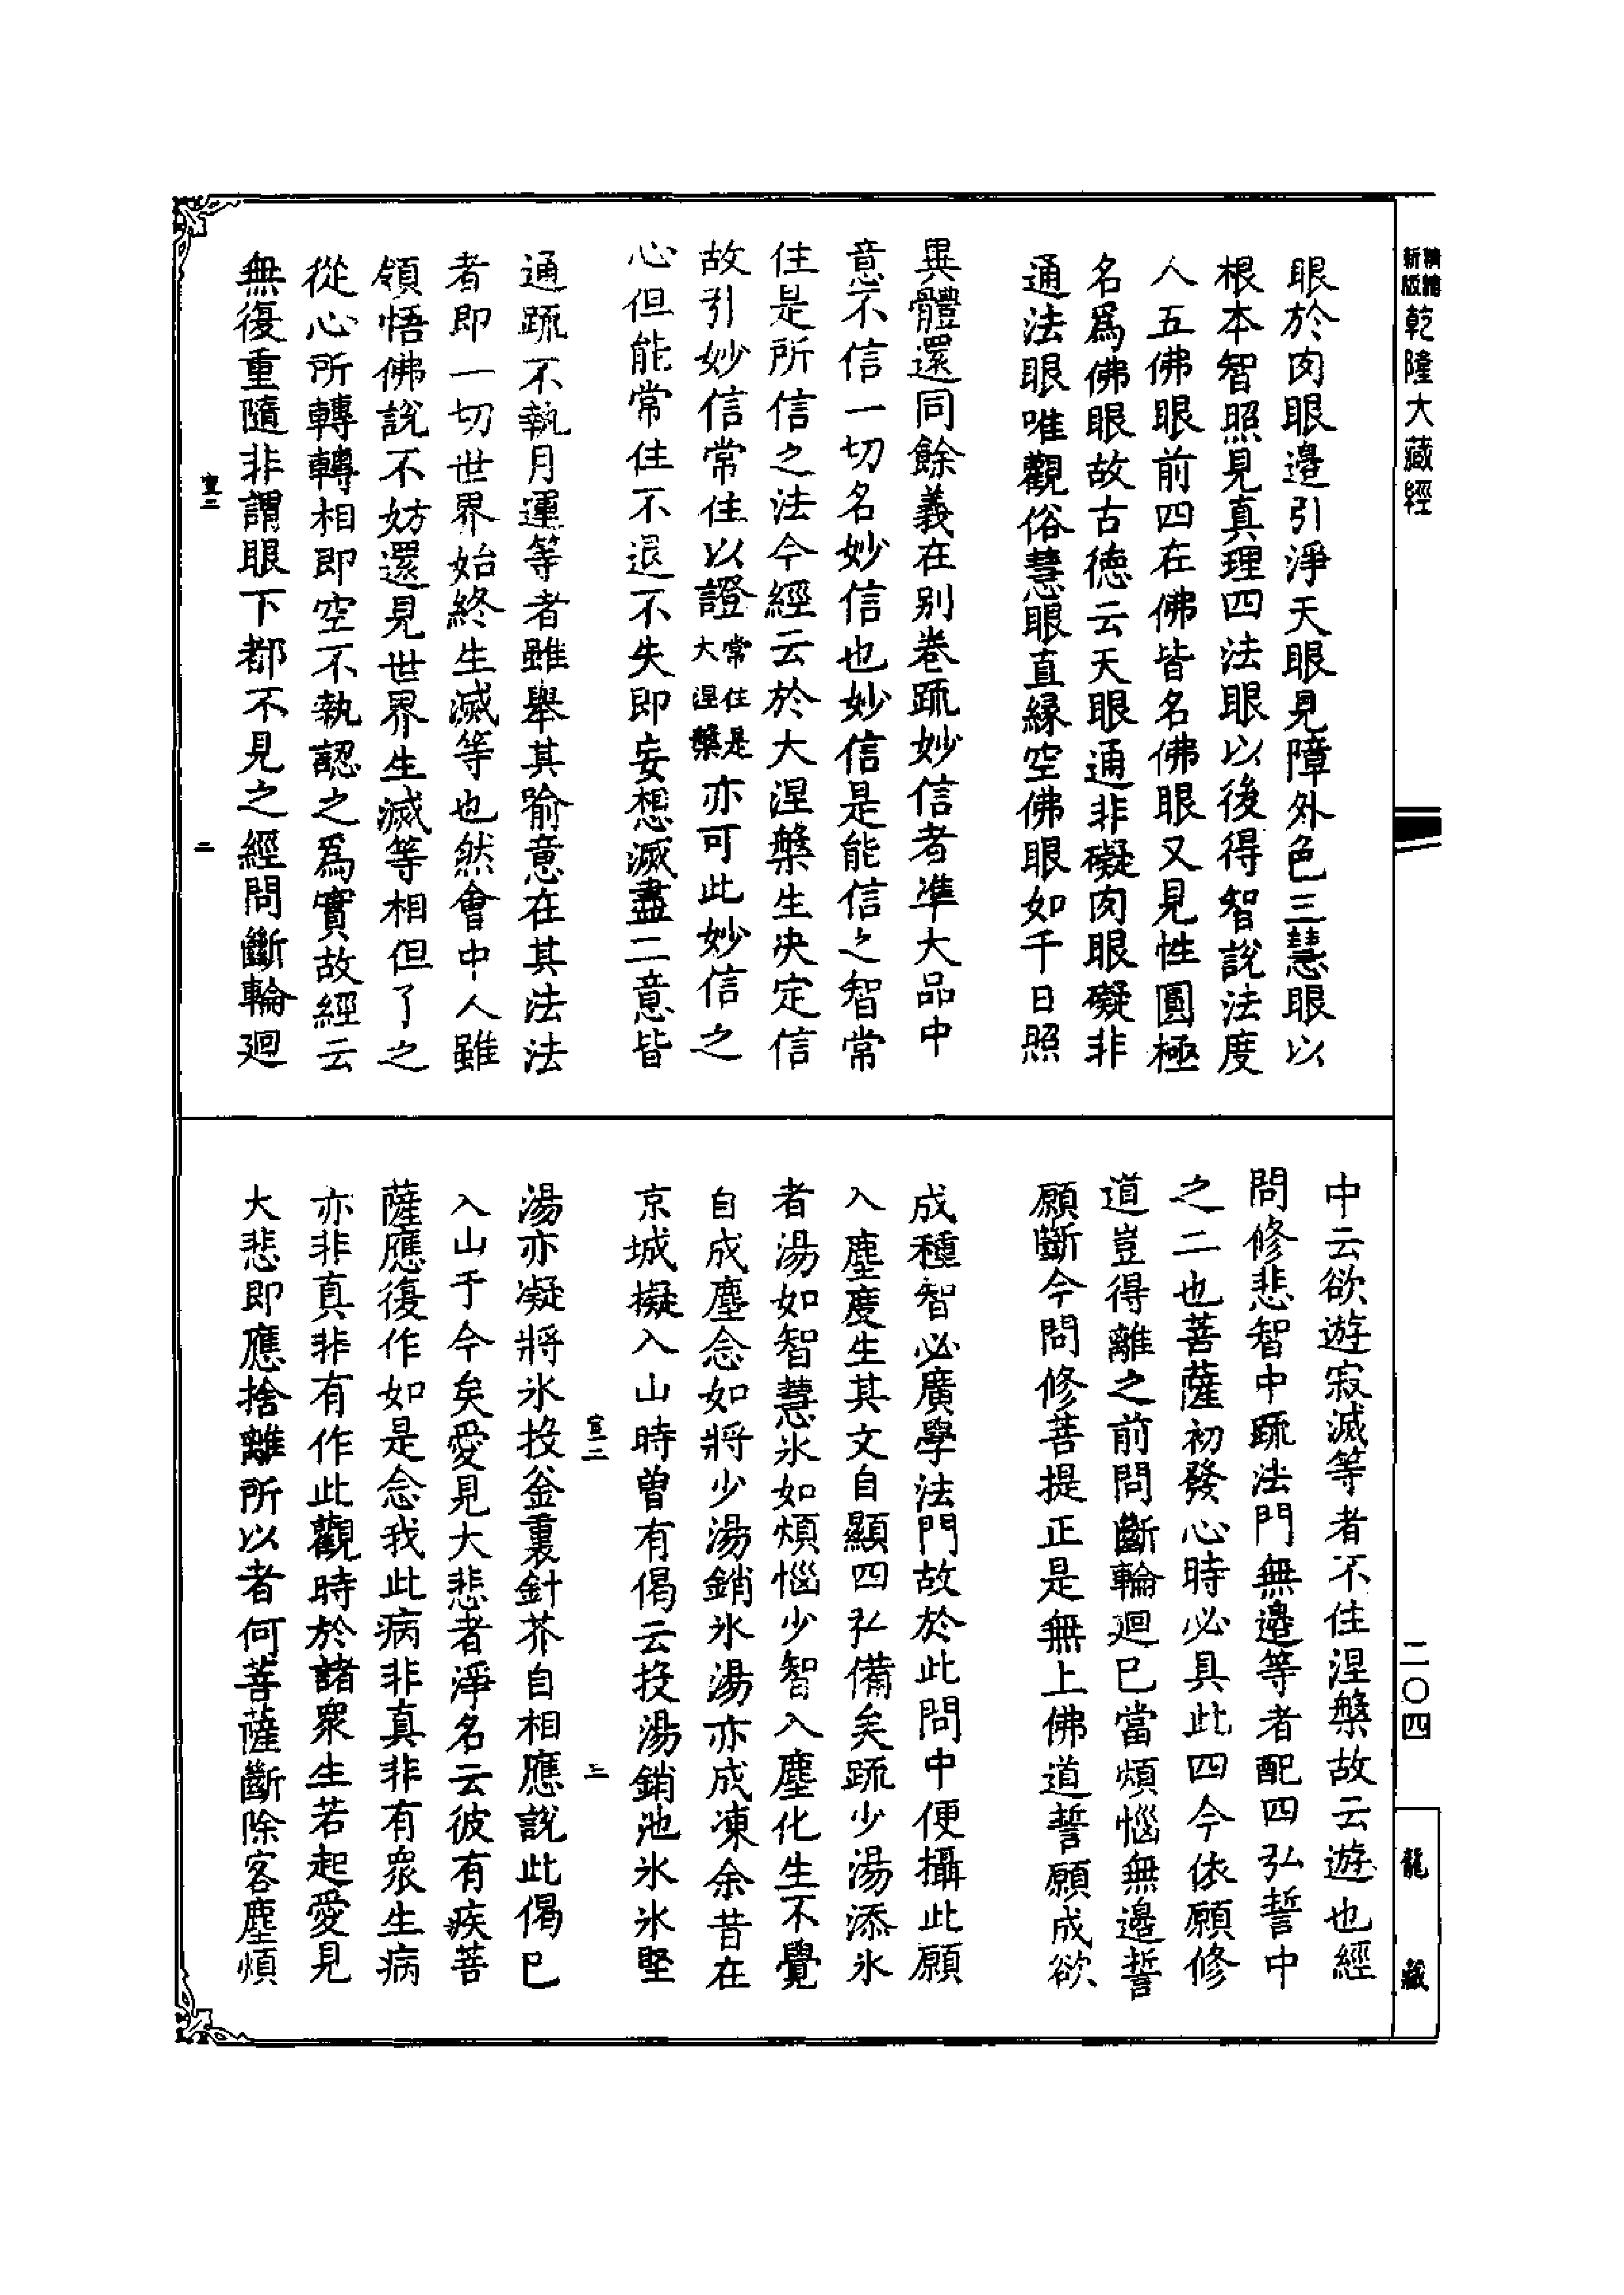 精繕新版乾隆大藏經
眼於肉眼邉引淨天眼見障外色三慧眼以
根本智照見真理四法眼以後得智說法度
人五佛眼前四在佛皆名佛眼又見性圓極
名爲佛眼故古德云天眼通非礙肉眼礙非
通法眼唯觀俗慧眼直縁空佛眼如千日照
異體還同餘義在別卷䟽妙信者準大品中
意不信一切名妙信也妙信是能信之智常
住是所信之法今經云於大涅槃生决定信
故引妙信常住以證常住是大涅槃亦可此妙信之
心但能常住不退不失即妄想滅盡二意皆
通䟽不執月運等者雖舉其喻意在其法法
者即一切世界始終生滅等也然會中人雖
領悟佛說不妨還見世界生滅等相但了之
從心所轉轉相即空不執認之爲實故經云
無復重隨非謂眼下都不見之經問斷輪廻
宣二
二
中云欲遊寂滅等者不住涅槃故云遊也經
問修悲智中䟽法門無邉等者配四弘誓中
之二也菩薩初發心時必具此四今依願修
道豈得離之前問斷輪廻已當煩惱無邉誓
願斷今問修菩提正是無上佛道誓願成欲
成種智必廣學法門故於此問中便攝此願
入塵度生其文自顯四弘備矣䟽少湯添氷
者湯如智慧氷如煩惱少智入塵化生不覺
自成塵念如將少湯銷氷湯亦成凍余昔在
京城擬入山時曽有偈云投湯銷池氷氷堅
宣二
三
湯亦凝將氷投釜裏針芥自相應說此偈已
入山于今矣愛見大悲者淨名云彼有疾菩
薩應復作如是念我此病非真非有衆生病
亦非真非有作此觀時於諸衆生若起愛見
大悲即應捨離所以者何菩薩斷除客塵煩
二〇四
龍藏